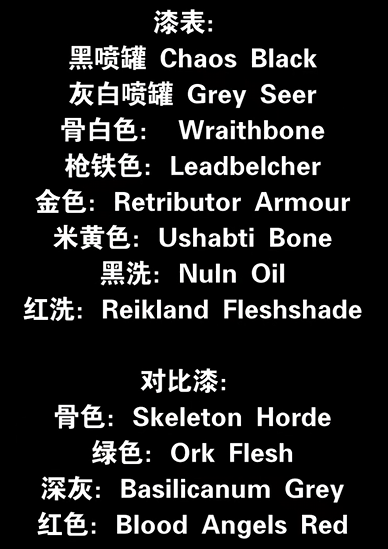 漆表:
黑喷罐 Chaos Black
灰白喷罐 Grey Seer
骨白色: Wraithbone
枪铁色: Leadbelcher
金色: Retributor Armour
米黄色: Ushabti Bone
黑洗: Nuln Oil
红洗: Reikland Fleshshade
对比漆:
骨色: Skeleton Horde
绿色: Ork Flesh
深灰: Basilicanum Grey
红色: Blood Angels Red